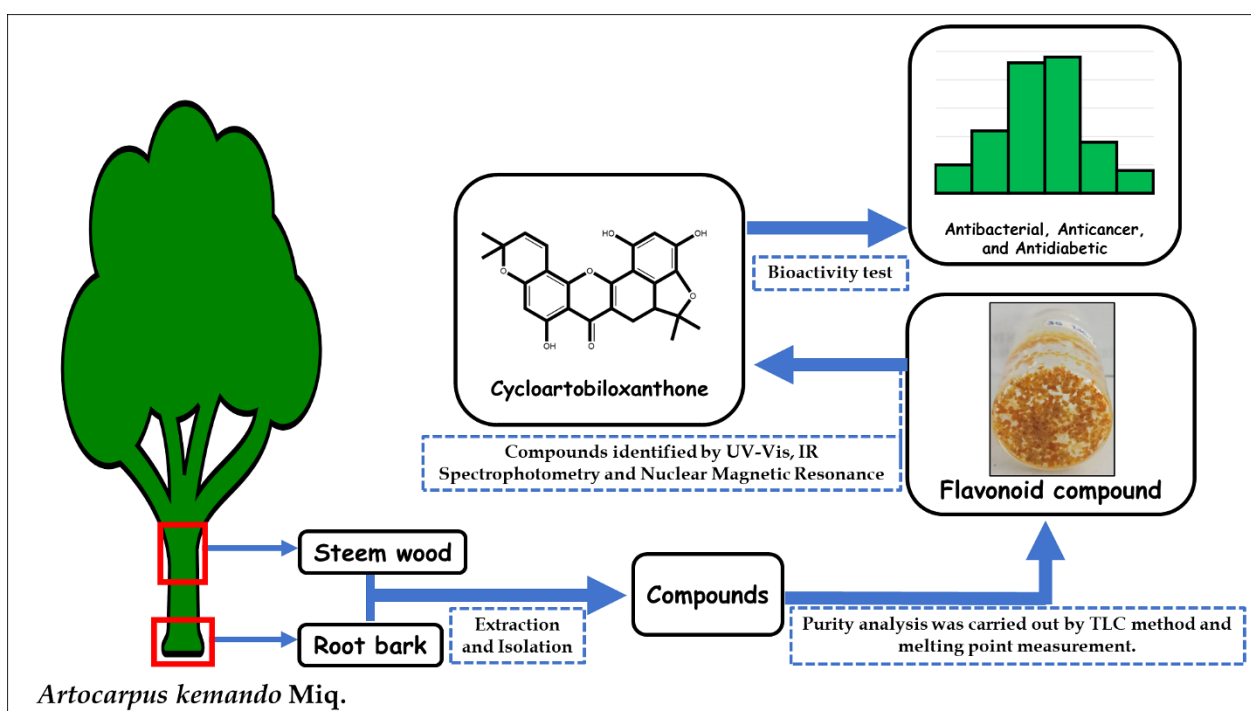 Artocarpus kemando Miq.
Steem wood
Root bark
Extraction
and Isolation
Compounds
Purity analysis was carried out by TLC method and
melting point measurement.
Flavonoid compound
Compounds identified by UV-Vis, IR
Spectrophotometry and Nuclear Magnetic Resonance
O
O
HO
OH
O
OH
O
Cycloartobiloxanthone
Bioactivity test
Antibacterial, Anticancer,
and Antidiabetic